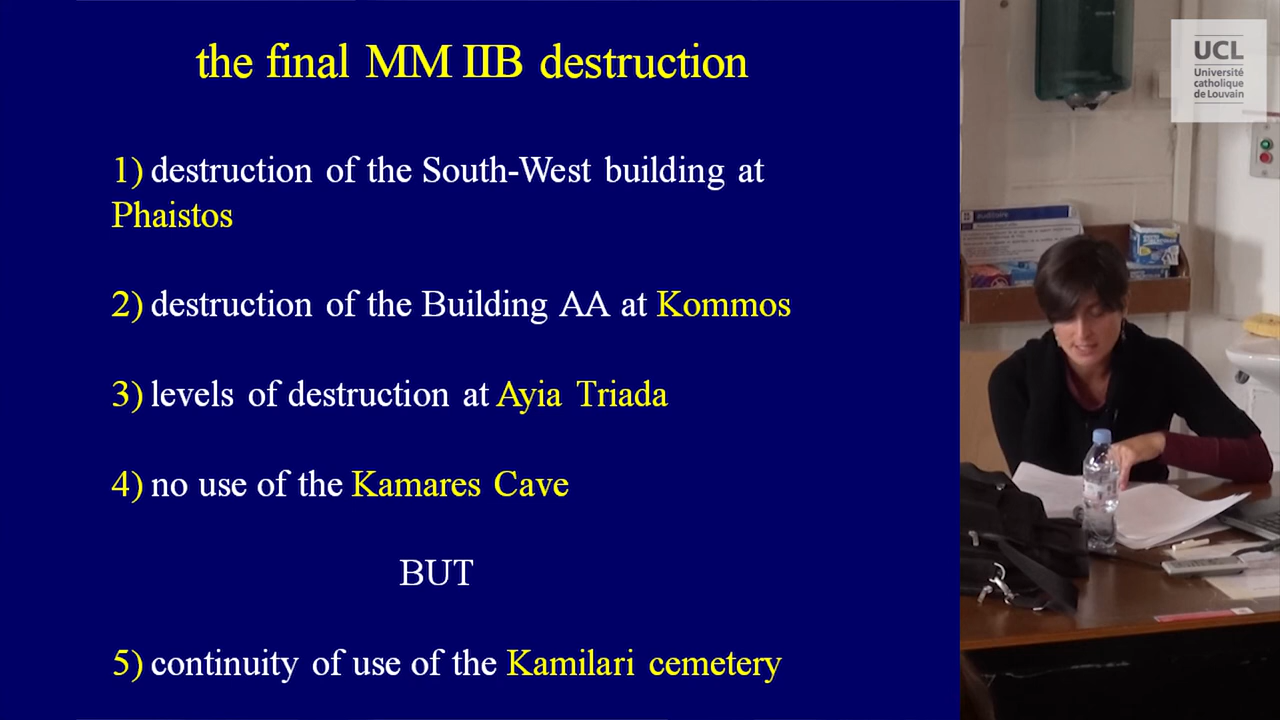 the final MM IIB destruction
1) destruction of the South-West building at
Phaistos
2) destruction of the Building AA at Kommos
3) levels of destruction at Ayia Triada
4) no use of the Kamares Cave
BUT
5) continuity of use of the Kamilari cemetery
UCL
Université
catholique
de Louvain
auditoire